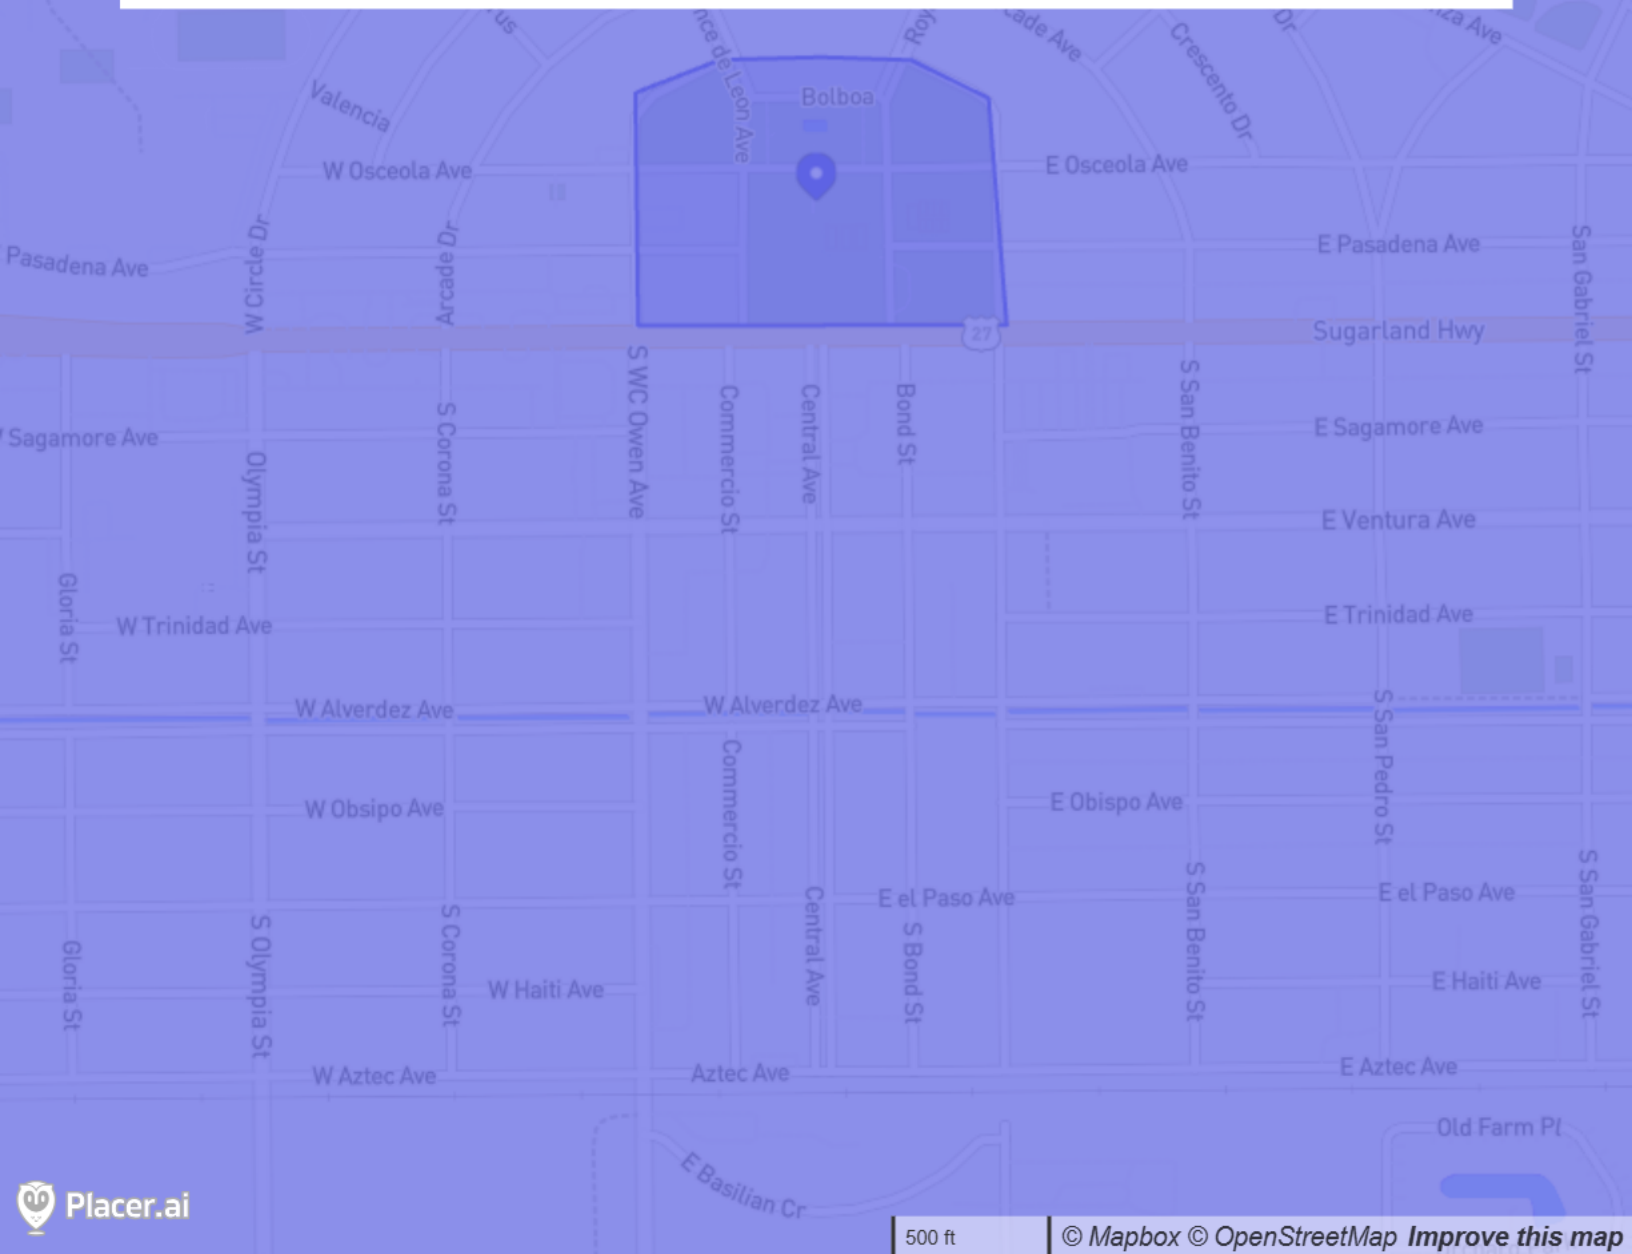 Valencia
Bolboa
Crescento Dr
Dr
W Osceola Ave
E Osceola Ave
Pasadena Ave
W Circle Dr
Arcepe Dr
E Pasadena Ave
San Gabriel St
27
Sugarland Hwy
Sagamore Ave
S Corona St
S WC Owen Ave
Commercio St
Central Ave
Bond St
S San Benito St
E Sagamore Ave
Olympia St
E Ventura Ave
Gloria St
W Trinidad Ave
E Trinidad Ave
W Alverdez Ave
W Alverdez Ave
S San Pedro St
W Obsipo Ave
Commercio St
E Obispo Ave
E el Paso Ave
E el Paso Ave
S San Benito St
S San Gabriel St
Gloria St
S Olympia St
S Corona St
W Haiti Ave
Central Ave
S Bond St
E Haiti Ave
W Aztec Ave
Aztec Ave
E Aztec Ave
Old Farm Pl
E Basilian Cr
Placer.ai
500 ft
© Mapbox © OpenStreetMap Improve this map